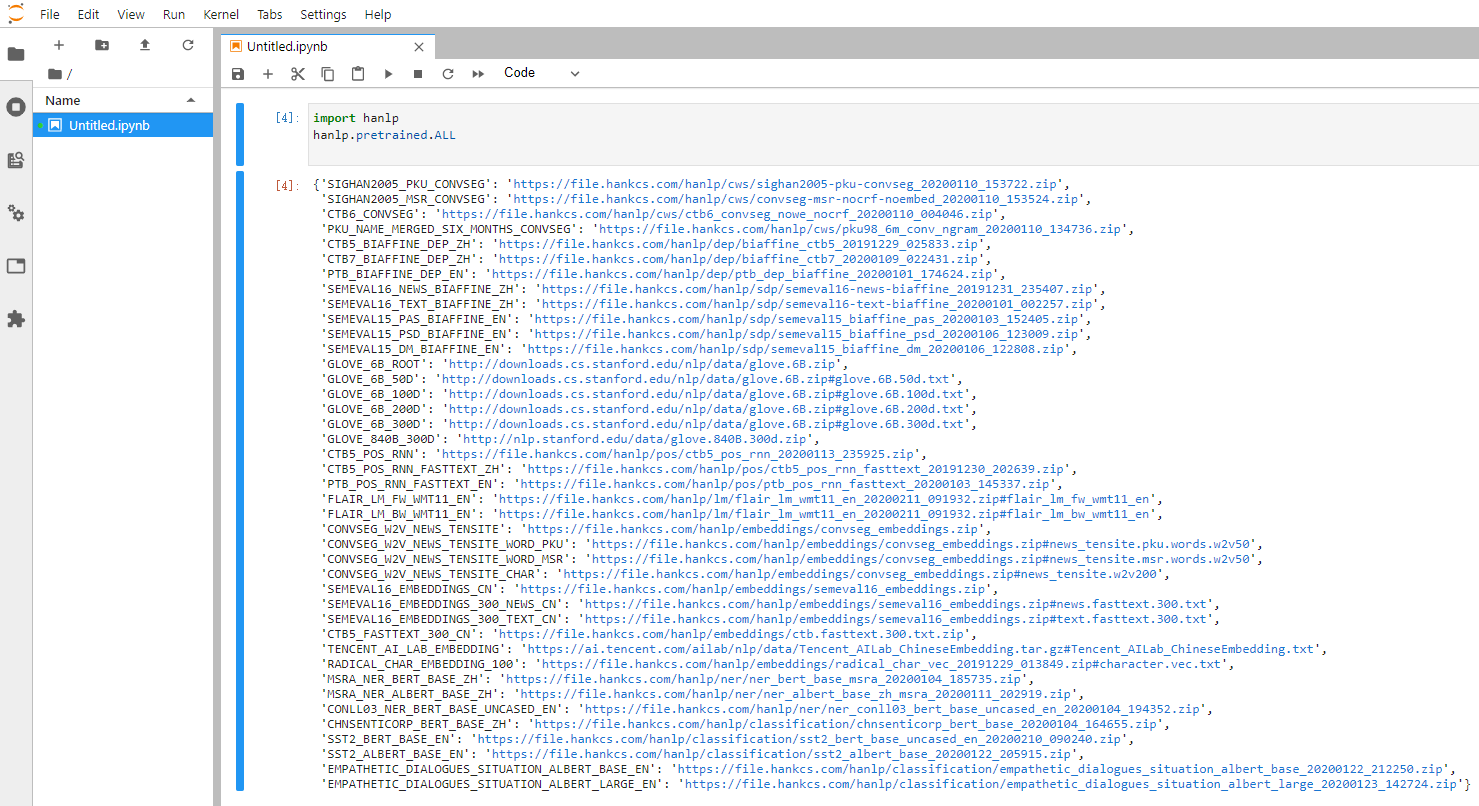 File Edit View Run Kernel Tabs Settings Help
Untitled.ipynb
Code
/
Name
Untitled.ipynb
[4]:
import hanlp
hanlp.pretrained.ALL
[4]:
{'SIGHAN2005_PKU_CONVSEG': 'https://file.hankcs.com/hanlp/cws/sighan2005-pku-convseg_20200110_153722.zip',
'SIGHAN2005_MSR_CONVSEG': 'https://file.hankcs.com/hanlp/cws/convseg-msr-nocrf-noembed_20200110_153524.zip',
'CTB6_CONVSEG': 'https://file.hankcs.com/hanlp/cws/ctb6_convseg_nowe_nocrf_20200110_004046.zip',
'PKU_NAME_MERGED_SIX_MONTHS_CONVSEG': 'https://file.hankcs.com/hanlp/cws/pku98_6m_conv_ngram_20200110_134736.zip',
'CTB5_BIAFFINE_DEP_ZH': 'https://file.hankcs.com/hanlp/dep/biaffine_ctb5_20191229_025833.zip',
'CTB7_BIAFFINE_DEP_ZH': 'https://file.hankcs.com/hanlp/dep/biaffine_ctb7_20200109_022431.zip',
'PTB_BIAFFINE_DEP_EN': 'https://file.hankcs.com/hanlp/dep/ptb_dep_biaffine_20200101_174624.zip',
'SEMEVAL16_NEWS_BIAFFINE_ZH': 'https://file.hankcs.com/hanlp/sdp/semeval16-news-biaffine_20191231_235407.zip',
'SEMEVAL16_TEXT_BIAFFINE_ZH': 'https://file.hankcs.com/hanlp/sdp/semeval16-text-biaffine_20200101_002257.zip',
'SEMEVAL15_PAS_BIAFFINE_EN': 'https://file.hankcs.com/hanlp/sdp/semeval15_biaffine_pas_20200103_152405.zip',
'SEMEVAL15_PSD_BIAFFINE_EN': 'https://file.hankcs.com/hanlp/sdp/semeval15_biaffine_psd_20200106_123009.zip',
'SEMEVAL15_DM_BIAFFINE_EN': 'https://file.hankcs.com/hanlp/sdp/semeval15_biaffine_dm_20200106_122808.zip',
'GLOVE_6B_ROOT': 'http://downloads.cs.stanford.edu/nlp/data/glove.6B.zip',
'GLOVE_6B_50D': 'http://downloads.cs.stanford.edu/nlp/data/glove.6B.zip#glove.6B.50d.txt',
'GLOVE_6B_100D': 'http://downloads.cs.stanford.edu/nlp/data/glove.6B.zip#glove.6B.100d.txt',
'GLOVE_6B_200D': 'http://downloads.cs.stanford.edu/nlp/data/glove.6B.zip#glove.6B.200d.txt',
'GLOVE_6B_300D': 'http://downloads.cs.stanford.edu/nlp/data/glove.6B.zip#glove.6B.300d.txt',
'GLOVE_840B_300D': 'http://nlp.stanford.edu/data/glove.840B.300d.zip',
'CTB5_POS_RNN': 'https://file.hankcs.com/hanlp/pos/ctb5_pos_rnn_20200113_235925.zip',
'CTB5_POS_RNN_FASTTEXT_ZH': 'https://file.hankcs.com/hanlp/pos/ctb5_pos_rnn_fasttext_20191230_202639.zip',
'PTB_POS_RNN_FASTTEXT_EN': 'https://file.hankcs.com/hanlp/pos/ptb_pos_rnn_fasttext_20200103_145337.zip',
'FLAIR_LM_FW_WMT11_EN': 'https://file.hankcs.com/hanlp/lm/flair_lm_wmt11_en_20200211_091932.zip#flair_lm_fw_wmt11_en',
'FLAIR_LM_BW_WMT11_EN': 'https://file.hankcs.com/hanlp/lm/flair_lm_wmt11_en_20200211_091932.zip#flair_lm_bw_wmt11_en',
'CONVSEG_W2V_NEWS_TENSITE': 'https://file.hankcs.com/hanlp/embeddings/convseg_embeddings.zip',
'CONVSEG_W2V_NEWS_TENSITE_WORD_PKU': 'https://file.hankcs.com/hanlp/embeddings/convseg_embeddings.zip#news_tensite.pku.words.w2v50',
'CONVSEG_W2V_NEWS_TENSITE_WORD_MSR': 'https://file.hankcs.com/hanlp/embeddings/convseg_embeddings.zip#news_tensite.msr.words.w2v50',
'CONVSEG_W2V_NEWS_TENSITE_CHAR': 'https://file.hankcs.com/hanlp/embeddings/convseg_embeddings.zip#news_tensite.w2v200',
'SEMEVAL16_EMBEDDINGS_CN': 'https://file.hankcs.com/hanlp/embeddings/semeval16_embeddings.zip',
'SEMEVAL16_EMBEDDINGS_300_NEWS_CN': 'https://file.hankcs.com/hanlp/embeddings/semeval16_embeddings.zip#news.fasttext.300.txt',
'SEMEVAL16_EMBEDDINGS_300_TEXT_CN': 'https://file.hankcs.com/hanlp/embeddings/semeval16_embeddings.zip#text.fasttext.300.txt',
'CTB5_FASTTEXT_300_CN': 'https://file.hankcs.com/hanlp/embeddings/ctb.fasttext.300.txt.zip',
'TENCENT_AI_LAB_EMBEDDING': 'https://ai.tencent.com/ailab/nlp/data/Tencent_AILab_ChineseEmbedding.tar.gz#Tencent_AILab_ChineseEmbedding.txt',
'RADICAL_CHAR_EMBEDDING_100': 'https://file.hankcs.com/hanlp/embeddings/radical_char_vec_20191229_013849.zip#character.vec.txt',
'MSRA_NER_BERT_BASE_ZH': 'https://file.hankcs.com/hanlp/ner/ner_bert_base_msra_20200104_185735.zip',
'MSRA_NER_ALBERT_BASE_ZH': 'https://file.hankcs.com/hanlp/ner/ner_albert_base_zh_msra_20200111_202919.zip',
'CONLL03_NER_BERT_BASE_UNCASED_EN': 'https://file.hankcs.com/hanlp/ner/ner_conll03_bert_base_uncased_en_20200104_194352.zip',
'CHNSENTICORP_BERT_BASE_ZH': 'https://file.hankcs.com/hanlp/classification/chnsenticorp_bert_base_20200104_164655.zip',
'SST2_BERT_BASE_EN': 'https://file.hankcs.com/hanlp/classification/sst2_bert_base_uncased_en_20200210_090240.zip',
'SST2_ALBERT_BASE_EN': 'https://file.hankcs.com/hanlp/classification/sst2_albert_base_20200122_205915.zip',
'EMPATHETIC_DIALOGUES_SITUATION_ALBERT_BASE_EN': 'https://file.hankcs.com/hanlp/classification/empathetic_dialogues_situation_albert_base_20200122_212250.zip',
'EMPATHETIC_DIALOGUES_SITUATION_ALBERT_LARGE_EN': 'https://file.hankcs.com/hanlp/classification/empathetic_dialogues_situation_albert_large_20200123_142724.zip'}